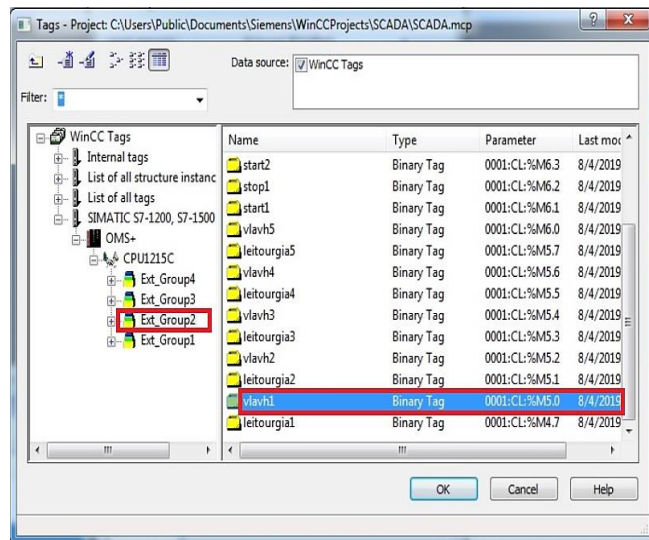 Tags - Project: C:\Users\Public\Documents\Siemens\WinCCProjects\SCADA\SCADA.mcp
Data source: WinCC Tags
Filter:
WinCC Tags
Internal tags
List of all structure instanc
List of all tags
SIMATIC S7-1200, S7-1500
OMS+
CPU1215C
Ext_Group4
Ext_Group3
Ext_Group2
Ext_Group1
Name Type Parameter Last mod
start2 Binary Tag 0001:CL:%M6.3 8/4/2019
stop1 Binary Tag 0001:CL:%M6.2 8/4/2019
start1 Binary Tag 0001:CL:%M6.1 8/4/2019
vlavh5 Binary Tag 0001:CL:%M6.0 8/4/2019
leitourgia5 Binary Tag 0001:CL:%M5.7 8/4/2019
vlavh4 Binary Tag 0001:CL:%M5.6 8/4/2019
leitourgia4 Binary Tag 0001:CL:%M5.5 8/4/2019
vlavh3 Binary Tag 0001:CL:%M5.4 8/4/2019
leitourgia3 Binary Tag 0001:CL:%M5.3 8/4/2019
vlavh2 Binary Tag 0001:CL:%M5.2 8/4/2019
leitourgia2 Binary Tag 0001:CL:%M5.1 8/4/2019
vlavh1 Binary Tag 0001:CL:%M5.0 8/4/2019
leitourgia1 Binary Tag 0001:CL:%M4.7 8/4/2019
OK Cancel Help